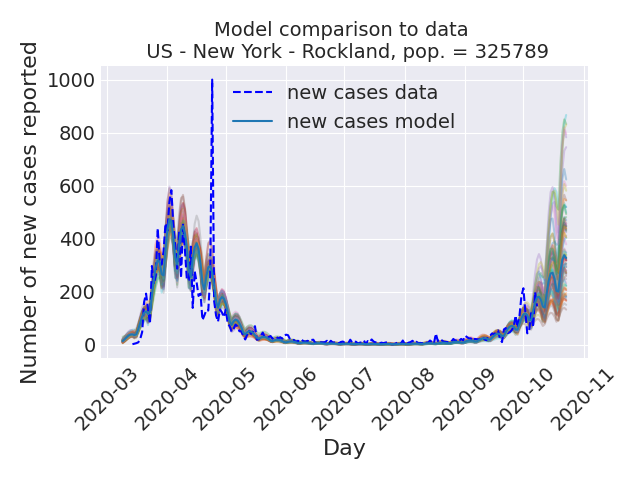 Model comparison to data
US - New York - Rockland, pop. = 325789
new cases data
new cases model
Number of new cases reported
1000
800
600
400
200
0
2020-03
2020-04
2020-05
2020-06
2020-07
2020-08
2020-09
2020-10
2020-11
Day